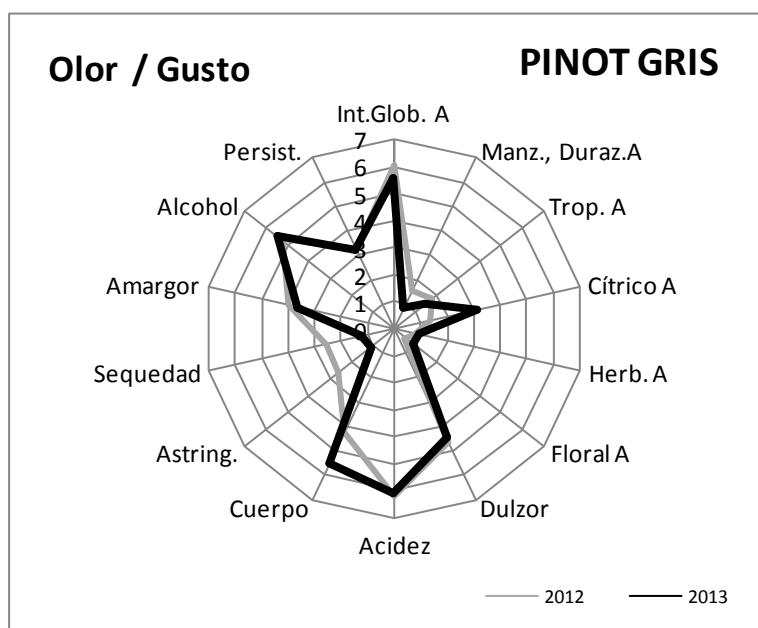 Olor / Gusto
PINOT GRIS
Int.Glob. A
Persist.
Manz., Duraz.A
Alcohol
Trop. A
Amargor
Cítrico A
Sequedad
Herb. A
Astring.
Floral A
Cuerpo
Dulzor
Acidez
7
6
5
4
3
2
1
0
2012
2013